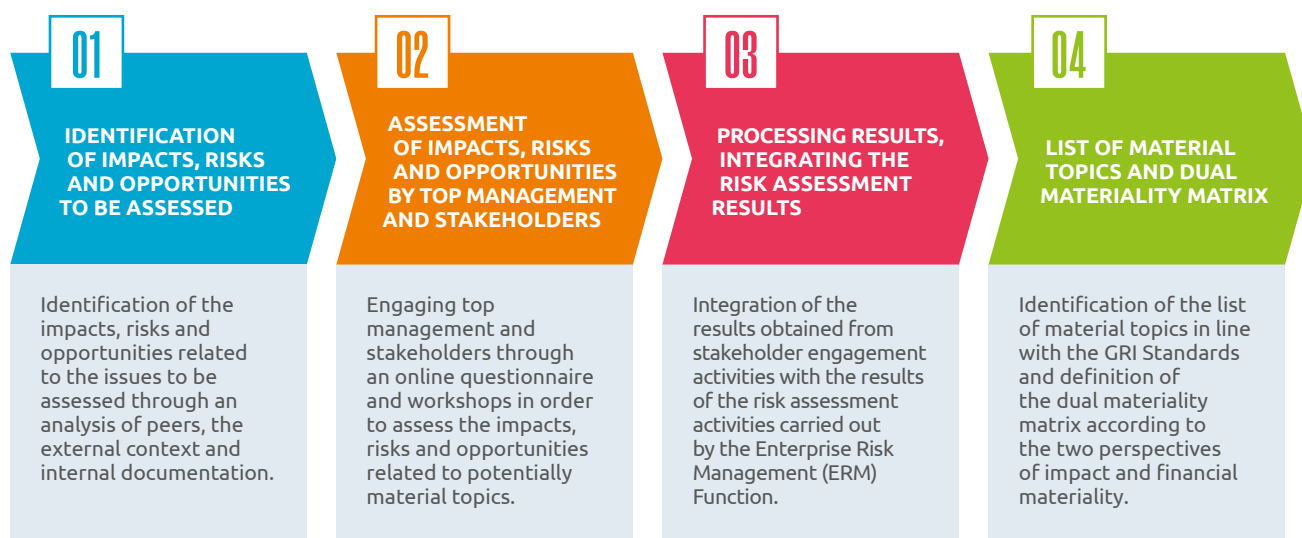 01
IDENTIFICATION
OF IMPACTS, RISKS
AND OPPORTUNITIES
TO BE ASSESSED
Identification of the
impacts, risks and
opportunities related
to the issues to be
assessed through an
analysis of peers, the
external context and
internal documentation.
02
ASSESSMENT
OF IMPACTS, RISKS
AND OPPORTUNITIES
BY TOP MANAGEMENT
AND STAKEHOLDERS
Engaging top
management and
stakeholders through
an online questionnaire
and workshops in order
to assess the impacts,
risks and opportunities
related to potentially
material topics.
03
PROCESSING RESULTS,
INTEGRATING THE
RISK ASSESSMENT
RESULTS
Integration of the
results obtained from
stakeholder engagement
activities with the results
of the risk assessment
activities carried out
by the Enterprise Risk
Management (ERM)
Function.
04
LIST OF MATERIAL
TOPICS AND DUAL
MATERIALITY MATRIX
Identification of the list
of material topics in line
with the GRI Standards
and definition of
the dual materiality
matrix according to
the two perspectives
of impact and financial
materiality.